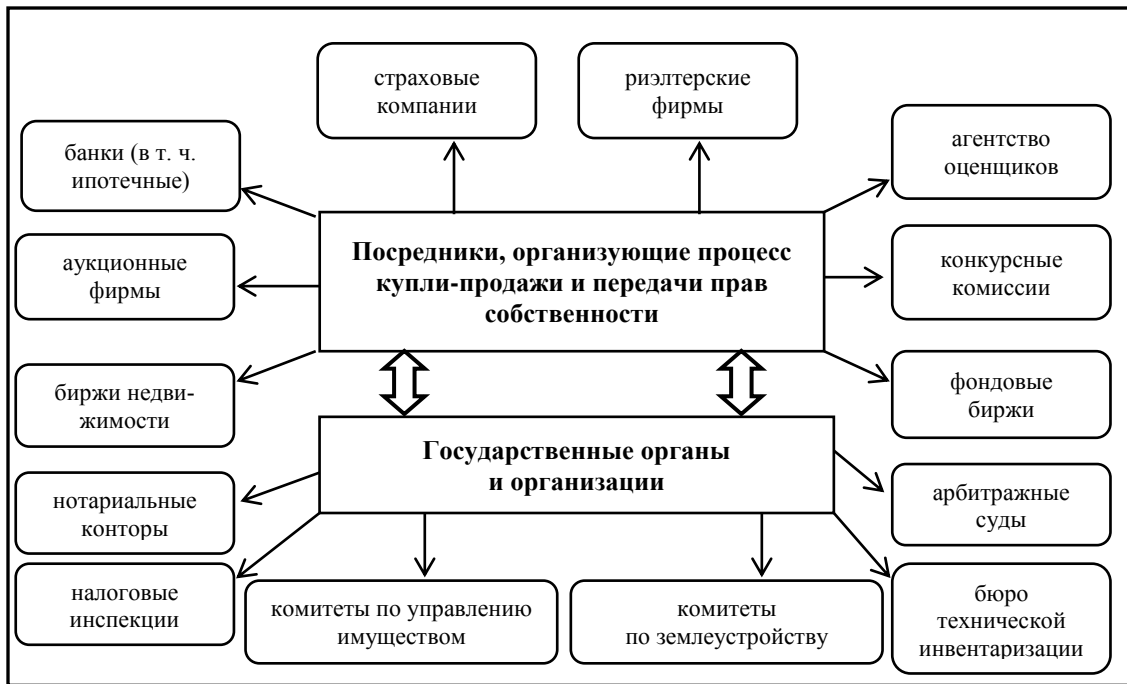 страховые
компании
риэлтерские
фирмы
банки (в т. ч.
ипотечные)
агентство
оценщиков
Посредники, организующие процесс
купли-продажи и передачи прав
собственности
аукционные
фирмы
конкурсные
комиссии
биржи недви-
жимости
фондовые
биржи
Государственные органы
и организации
нотариальные
конторы
арбитражные
суды
налоговые
инспекции
комитеты по управлению
имуществом
комитеты
по землеустройству
бюро
технической
инвентаризации